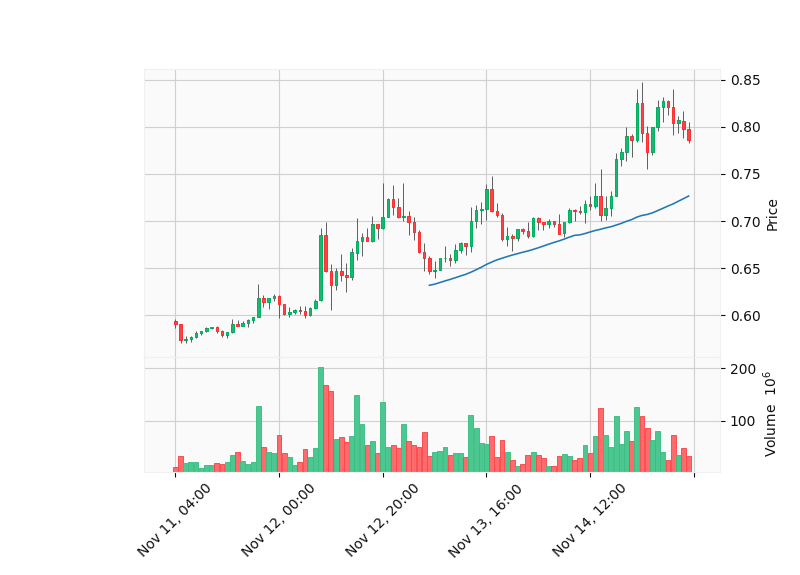 0.85
0.80
0.75
0.70
0.65
0.60
Price
200
100
Volume 10^6
Nov 11, 04:00
Nov 12, 00:00
Nov 12, 20:00
Nov 13, 16:00
Nov 14, 12:00